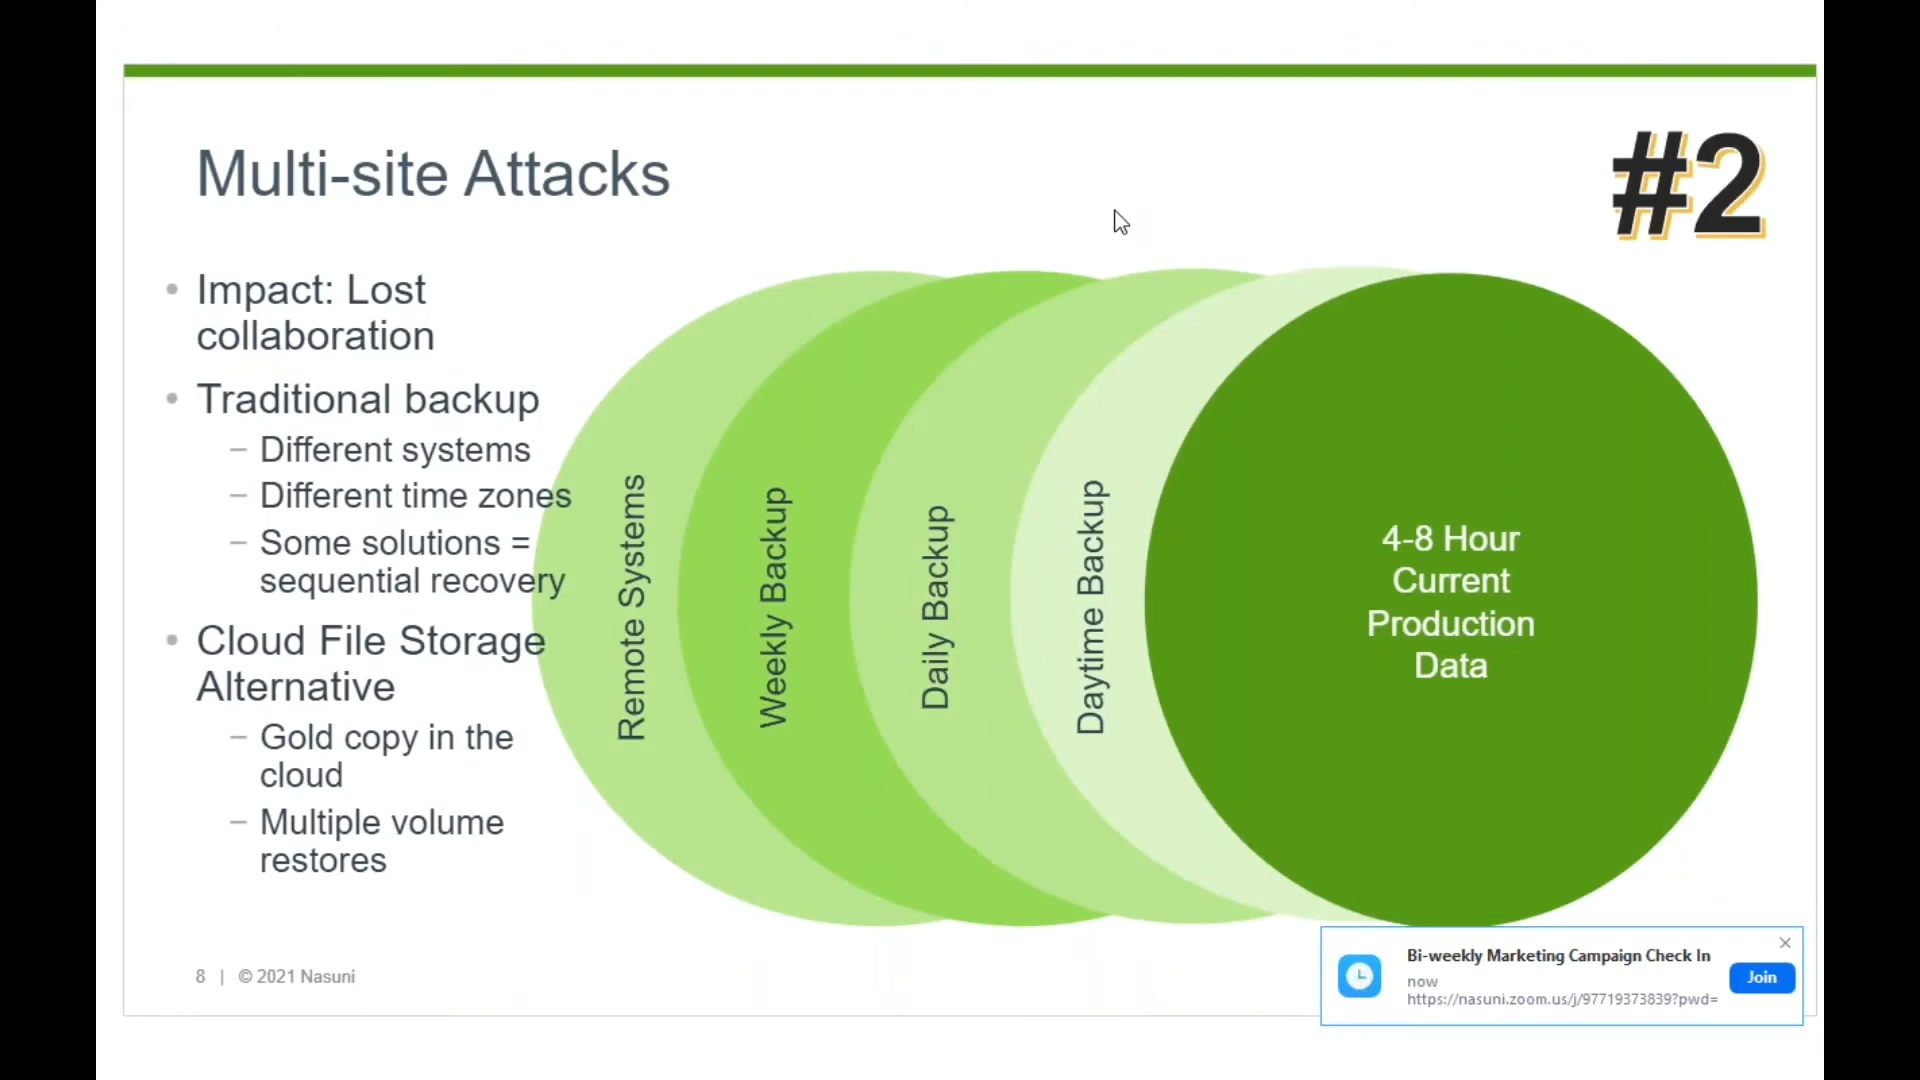 Multi-site Attacks
#2
• Impact: Lost
collaboration
• Traditional backup
– Different systems
– Different time zones
– Some solutions =
sequential recovery
• Cloud File Storage
Alternative
– Gold copy in the
cloud
– Multiple volume
restores
Remote Systems
Weekly Backup
Daily Backup
Daytime Backup
4-8 Hour
Current
Production
Data
8 | © 2021 Nasuni
Bi-weekly Marketing Campaign Check In
now
https://nasuni.zoom.us/j/97719373839?pwd=
Join